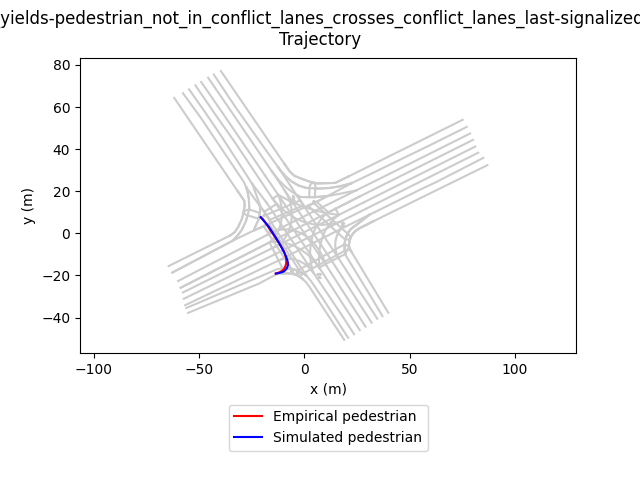 yields-pedestrian_not_in_conflict_lanes_crosses_conflict_lanes_last-signalized
Trajectory
80
60
40
20
0
−20
−40
y (m)
−100
−50
0
50
100
x (m)
Empirical pedestrian
Simulated pedestrian